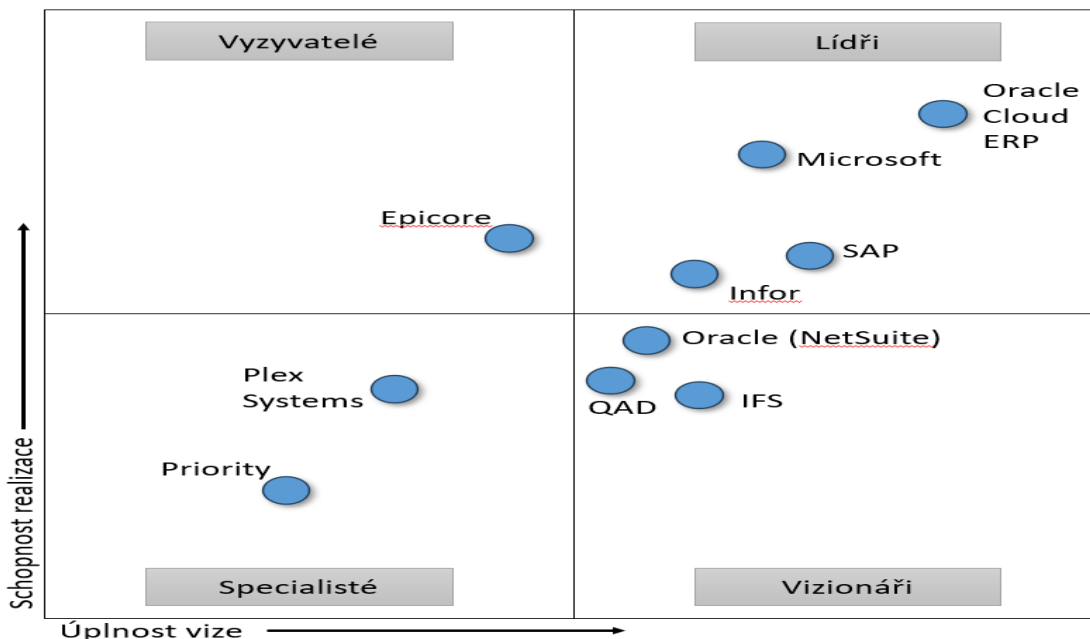 Vyzyvatelé
Lídři
Oracle
Cloud
ERP
Microsoft
Epicore
SAP
Infor
Oracle (NetSuite)
Plex
Systems
QAD
IFS
Priority
Schopnost realizace
Specialisté
Vizionáři
Úplnost vize